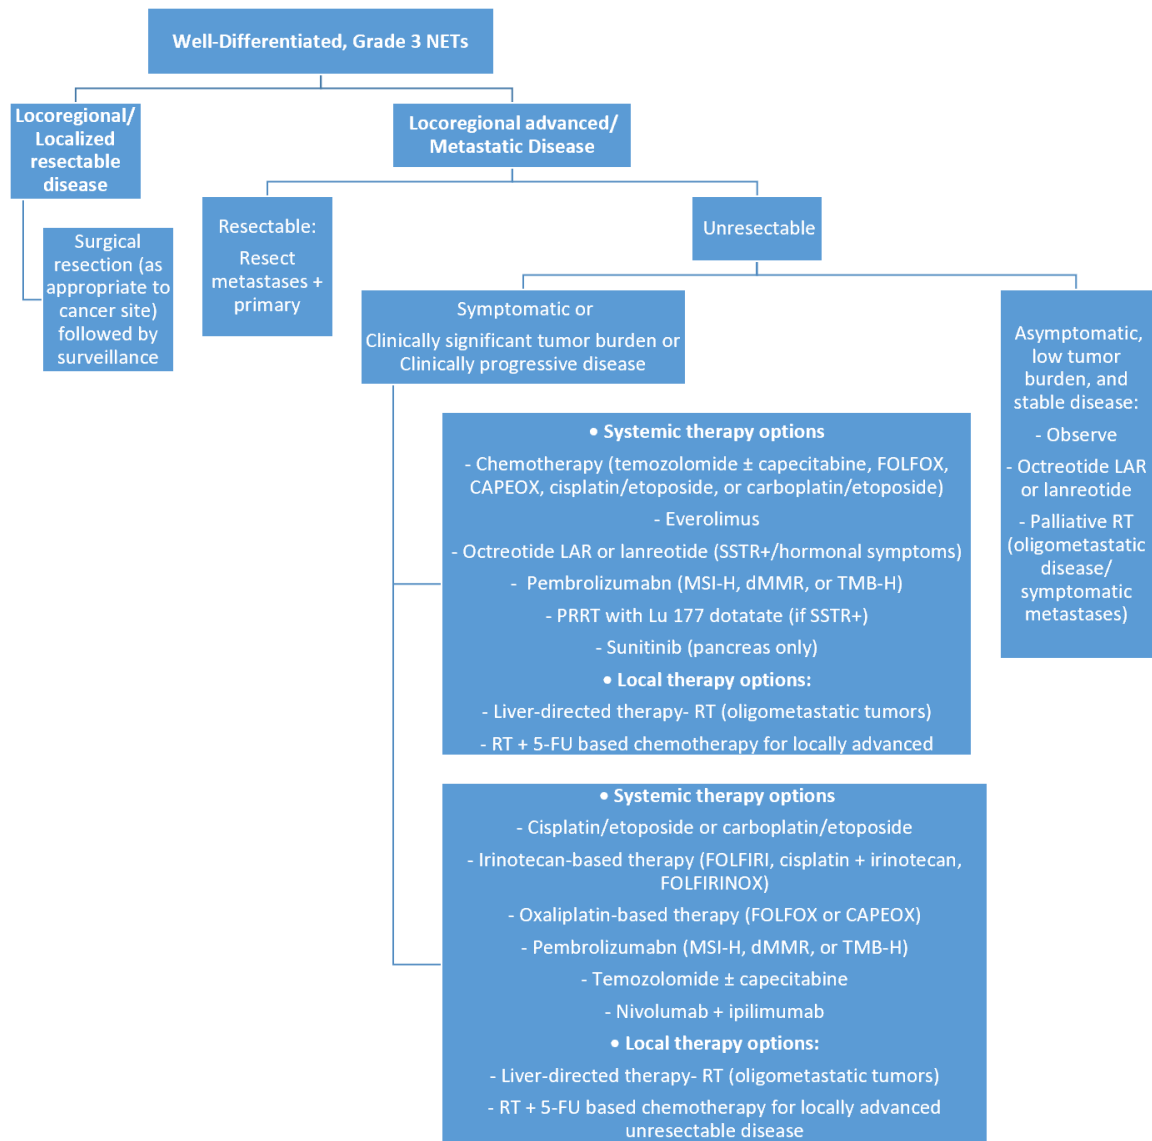 Well-Differentiated, Grade 3 NETs
Locoregional/
Localized
resectable
disease
Locoregional advanced/
Metastatic Disease
Surgical
resection (as
appropriate to
cancer site)
followed by
surveillance
Resectable:
Resect
metastases +
primary
Unresectable
Symptomatic or
Clinically significant tumor burden or
Clinically progressive disease
Asymptomatic,
low tumor
burden, and
stable disease:
- Observe
- Octreotide LAR
or lanreotide
- Palliative RT
(oligometastatic
disease/
symptomatic
metastases)
• Systemic therapy options
- Chemotherapy (temozolomide ± capecitabine, FOLFOX,
CAPEOX, cisplatin/etoposide, or carboplatin/etoposide)
- Everolimus
- Octreotide LAR or lanreotide (SSTR+/hormonal symptoms)
- Pembrolizumabn (MSI-H, dMMR, or TMB-H)
- PRRT with Lu 177 dotatate (if SSTR+)
- Sunitinib (pancreas only)
• Local therapy options:
- Liver-directed therapy- RT (oligometastatic tumors)
- RT + 5-FU based chemotherapy for locally advanced
• Systemic therapy options
- Cisplatin/etoposide or carboplatin/etoposide
- Irinotecan-based therapy (FOLFIRI, cisplatin + irinotecan,
FOLFIRINOX)
- Oxaliplatin-based therapy (FOLFOX or CAPEOX)
- Pembrolizumabn (MSI-H, dMMR, or TMB-H)
- Temozolomide ± capecitabine
- Nivolumab + ipilimumab
• Local therapy options:
- Liver-directed therapy- RT (oligometastatic tumors)
- RT + 5-FU based chemotherapy for locally advanced
unresectable disease